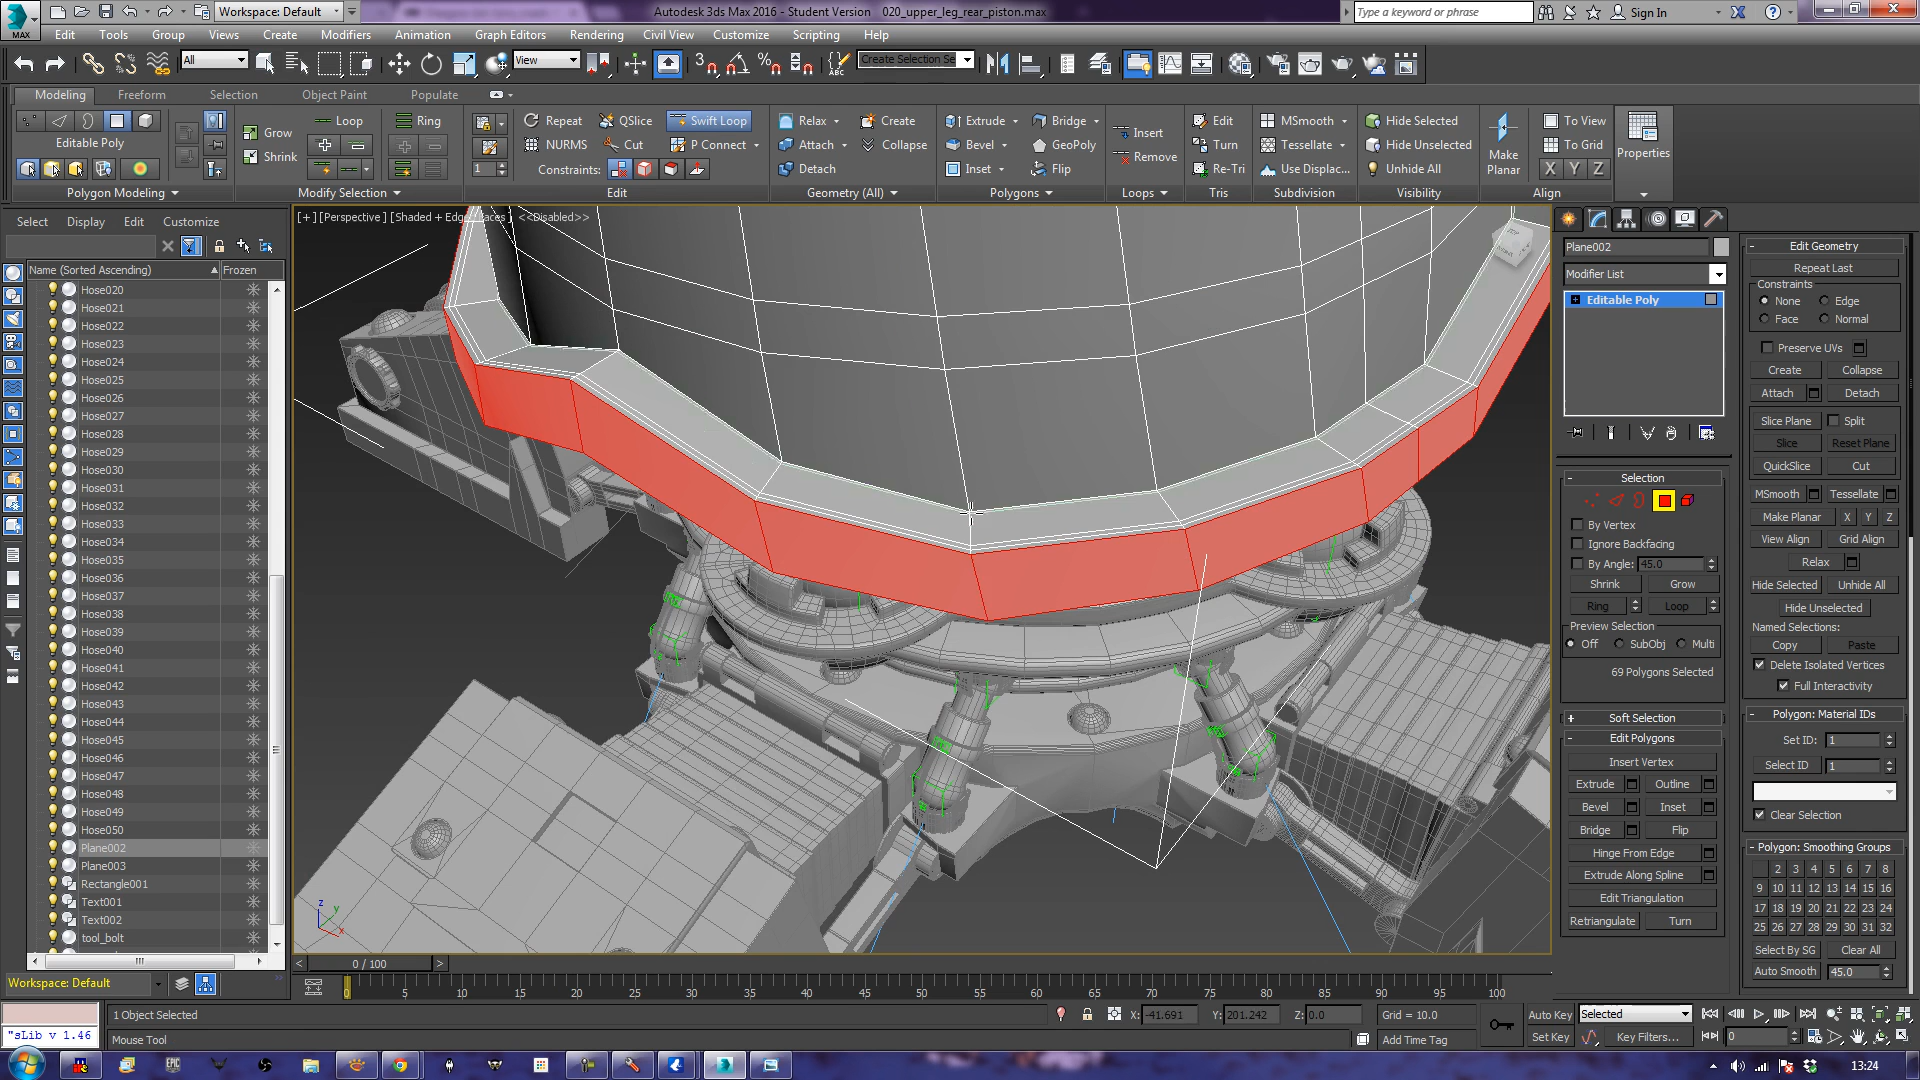 Workspace: Default
Autodesk 3ds Max 2016 - Student Version 020_upper_leg_rear_piston.max
Type a keyword or phrase
Sign In
MAX
Edit Tools Group Views Create Modifiers Animation Graph Editors Rendering Civil View Customize Scripting Help
All
View
Create Selection Se
Modeling Freeform Selection Object Paint Populate
Editable Poly
Polygon Modeling
Loop Ring
Grow
Shrink
Modify Selection
Repeat QSlice Swift Loop
NURMS Cut P Connect
1
Constraints:
Edit
Relax Create
Attach Collapse
Detach
Geometry (All)
Extrude Bridge
Bevel GeoPoly
Inset Flip
Polygons
Insert
Remove
Loops
Edit
Turn
Re-Tri
Tris
MSmooth
Tessellate
Use Displac...
Subdivision
Hide Selected
Hide Unselected
Unhide All
Visibility
Make Planar
To View
To Grid
X Y Z
Align
Properties
Select Display Edit Customize
Name (Sorted Ascending) Frozen
Hose020
Hose021
Hose022
Hose023
Hose024
Hose025
Hose026
Hose027
Hose028
Hose029
Hose030
Hose031
Hose032
Hose033
Hose034
Hose035
Hose036
Hose037
Hose038
Hose039
Hose040
Hose041
Hose042
Hose043
Hose044
Hose045
Hose046
Hose047
Hose048
Hose049
Hose050
Plane002
Plane003
Rectangle001
Text001
Text002
tool_bolt
Workspace: Default
[+] [Perspective] [Shaded + Edg aces] <<Disabled>>
z
y
x
Plane002
Modifier List
Editable Poly
Selection
By Vertex
Ignore Backfacing
By Angle: 45.0
Shrink Grow
Ring Loop
Preview Selection
Off SubObj Multi
69 Polygons Selected
Soft Selection
Edit Polygons
Insert Vertex
Extrude Outline
Bevel Inset
Bridge Flip
Hinge From Edge
Extrude Along Spline
Edit Triangulation
Retriangulate Turn
Edit Geometry
Repeat Last
Constraints
None Edge
Face Normal
Preserve UVs
Create Collapse
Attach Detach
Slice Plane Split
Slice Reset Plane
QuickSlice Cut
MSmooth Tessellate
Make Planar X Y Z
View Align Grid Align
Relax
Hide Selected Unhide All
Hide Unselected
Named Selections:
Copy Paste
Delete Isolated Vertices
Full Interactivity
Polygon: Material IDs
Set ID: 1
Select ID 1
Clear Selection
Polygon: Smoothing Groups
2 3 4 5 6 7 8
9 10 11 12 13 14 15 16
17 18 19 20 21 22 23 24
25 26 27 28 29 30 31 32
Select By SG Clear All
Auto Smooth 45.0
0 / 100
0 5 10 15 20 25 30 35 40 45 50 55 60 65 70 75 80 85 90 95 100
"sLib v 1.46
1 Object Selected
Mouse Tool
X: -41.691 Y: 201.242 Z: 0.0
Grid = 10.0
Add Time Tag
Auto Key Selected
Set Key Key Filters...
0
EPIC
13:24